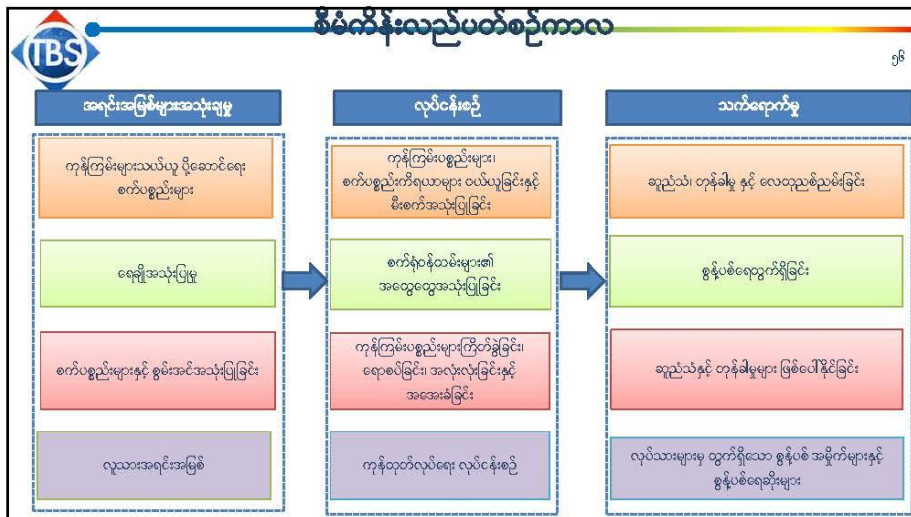 စီမံကိန်းလည်ပတ်စဉ်ကာလ
TBS
၅၆
အရင်းအမြစ်များအသုံးချမှု
ကုန်ကြမ်းများသယ်ယူ ပို့ဆောင်ရေး
စက်ပစ္စည်းများ
ရေချိုအသုံးပြုမှု
စက်ပစ္စည်းများနှင့် စွမ်းအင်အသုံးပြုခြင်း
လူသားအရင်းအမြစ်
လုပ်ငန်းစဉ်
ကုန်ကြမ်းပစ္စည်းများ၊
စက်ပစ္စည်းကိရိယာများ ဝယ်ယူခြင်းနှင့်
မီးစက်အသုံးပြုခြင်း
စက်ရုံဝန်ထမ်းများ၏
အထွေထွေအသုံးပြုခြင်း
ကုန်ကြမ်းပစ္စည်းများကြိတ်ခွဲခြင်း၊
ရောစပ်ခြင်း၊ အလုံးလုံးခြင်းနှင့်
အအေးခံခြင်း
ကုန်ထုတ်လုပ်ရေး လုပ်ငန်းစဉ်
သက်ရောက်မှု
ဆူညံသံ၊ တုန်ခါမှု နှင့် လေထုညစ်ညမ်းခြင်း
စွန့်ပစ်ရေထွက်ရှိခြင်း
ဆူညံသံနှင့် တုန်ခါမှုများ ဖြစ်ပေါ်နိုင်ခြင်း
လုပ်သားများမှ ထွက်ရှိသော စွန့်ပစ် အမှိုက်များနှင့်
စွန့်ပစ်ရေဆိုးများ